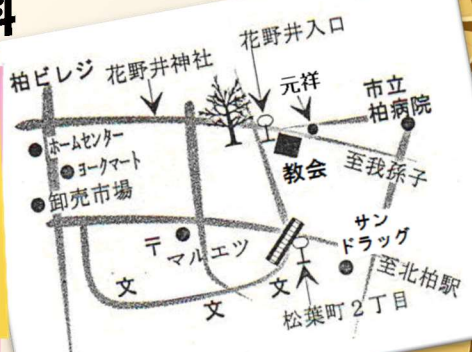 料
花野井入口
柏ビレジ
花野井神社
元祥
市立
柏病院
ホームセンター
ヨークマート
教会
至我孫子
卸売市場
サン
ドラッグ
〒
マルエツ
至北柏駅
文
文
文
松葉町2丁目